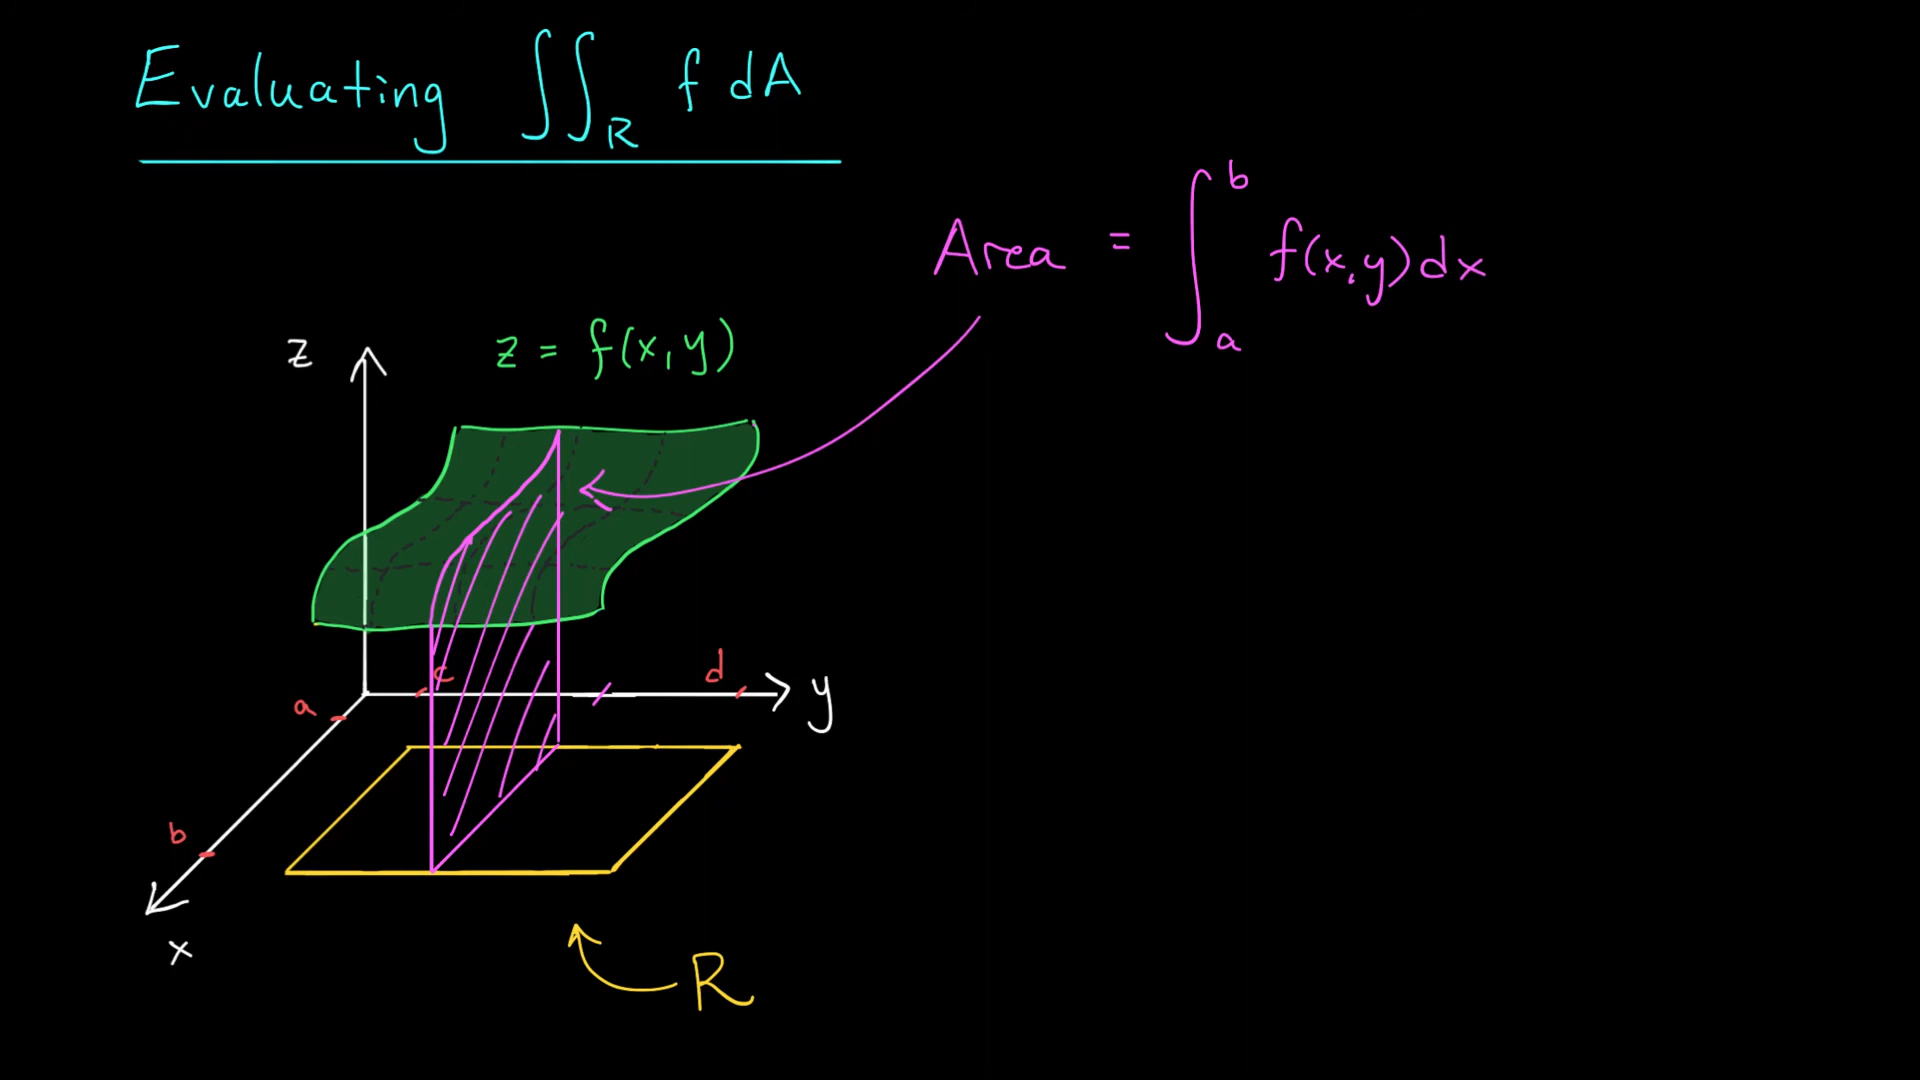 Evaluating ∬_R f dA
Area = ∫_a^b f(x,y)dx
z
z = f(x,y)
c
d
a
y
b
x
R